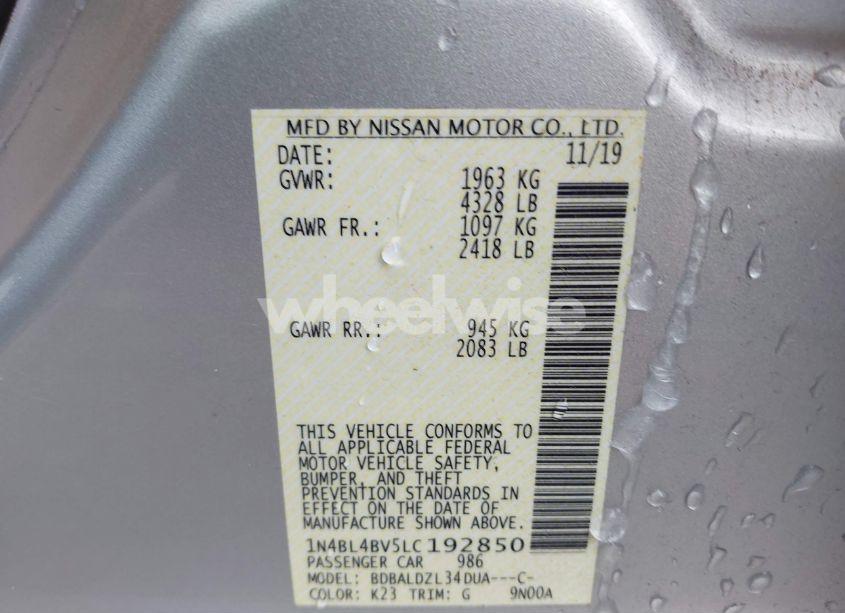 MFD BY NISSAN MOTOR CO., LTD.
DATE: 11/19
GVWR: 1963 KG
4328 LB
GAWR FR.: 1097 KG
2418 LB
wheelwise
GAWR RR.: 945 KG
2083 LB
THIS VEHICLE CONFORMS TO
ALL APPLICABLE FEDERAL
MOTOR VEHICLE SAFETY,
BUMPER, AND THEFT
PREVENTION STANDARDS IN
EFFECT ON THE DATE OF
MANUFACTURE SHOWN ABOVE.
1N4BL4BV5LC192850
PASSENGER CAR 986
MODEL: BDBALDZL34DUA---C-
COLOR: K23 TRIM: G 9N00A